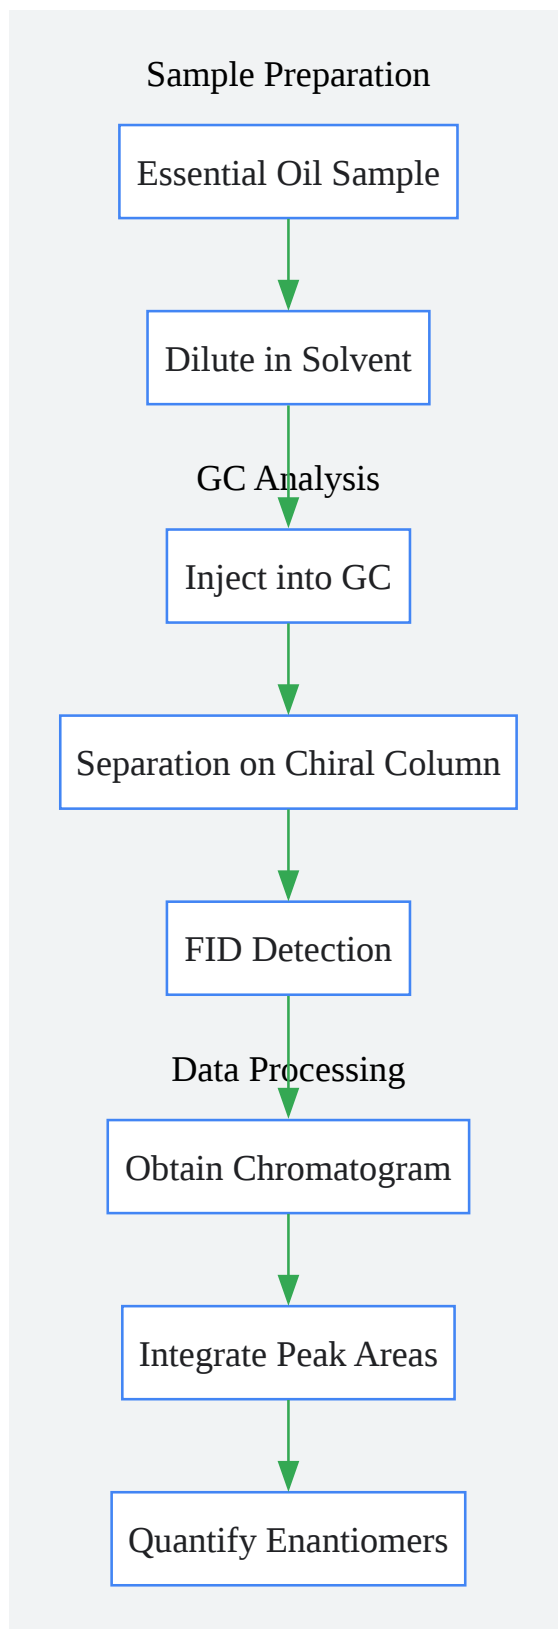 Sample Preparation
Essential Oil Sample
Dilute in Solvent
GC Analysis
Inject into GC
Separation on Chiral Column
FID Detection
Data Processing
Obtain Chromatogram
Integrate Peak Areas
Quantify Enantiomers